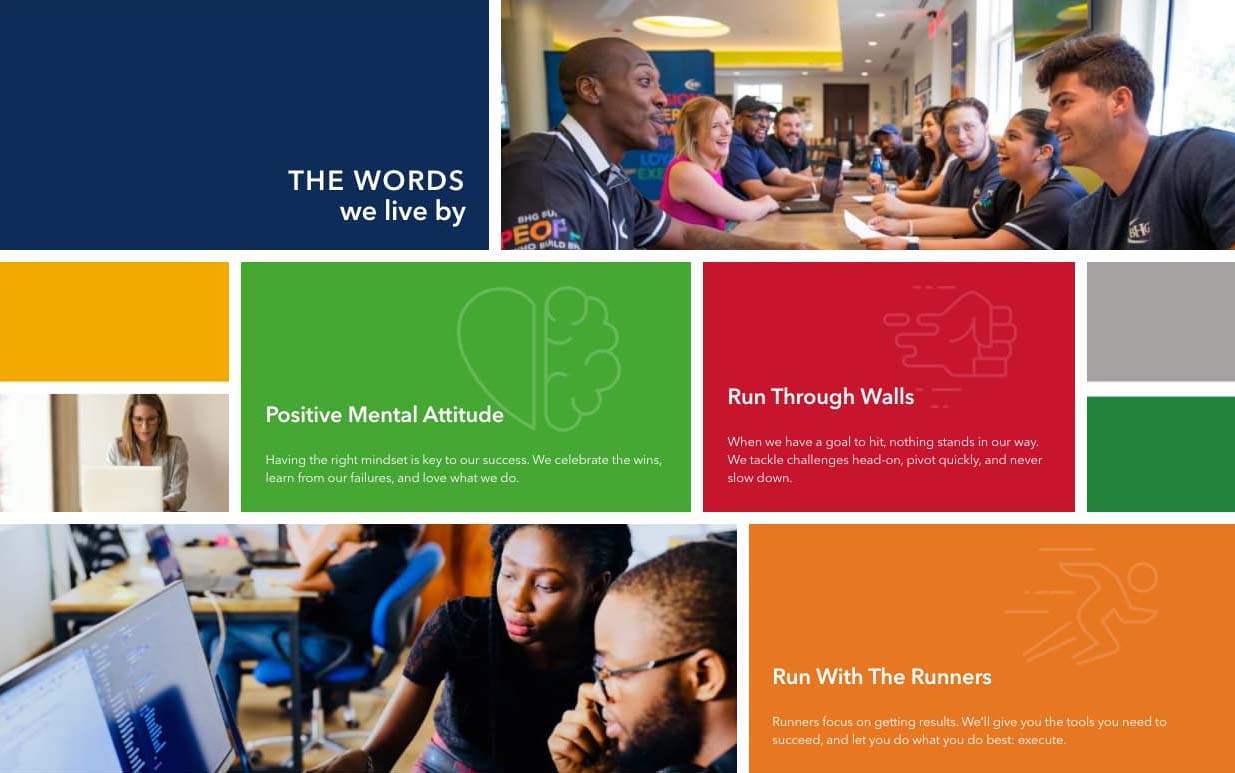 THE WORDS
we live by
BHG
PEOP
BHG
Positive Mental Attitude
Having the right mindset is key to our success. We celebrate the wins,
learn from our failures, and love what we do.
Run Through Walls
When we have a goal to hit, nothing stands in our way.
We tackle challenges head-on, pivot quickly, and never
slow down.
Run With The Runners
Runners focus on getting results. We'll give you the tools you need to
succeed, and let you do what you do best: execute.